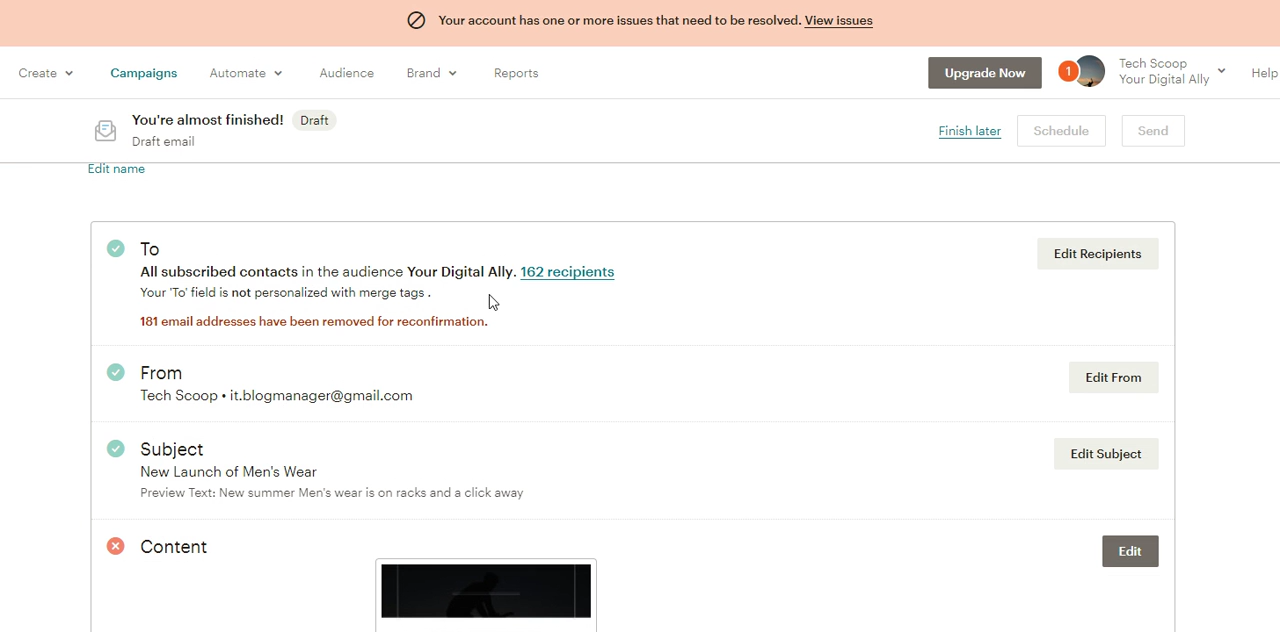 Your account has one or more issues that need to be resolved. View issues
Create Campaigns Automate Audience Brand Reports Upgrade Now 1 Tech Scoop Help
Your Digital Ally
You're almost finished! Draft
Draft email
Finish later Schedule Send
Edit name
To
All subscribed contacts in the audience Your Digital Ally. 162 recipients
Your 'To' field is not personalized with merge tags .
181 email addresses have been removed for reconfirmation.
Edit Recipients
From
Tech Scoop • it.blogmanager@gmail.com
Edit From
Subject
New Launch of Men's Wear
Preview Text: New summer Men's wear is on racks and a click away
Edit Subject
Content
Edit